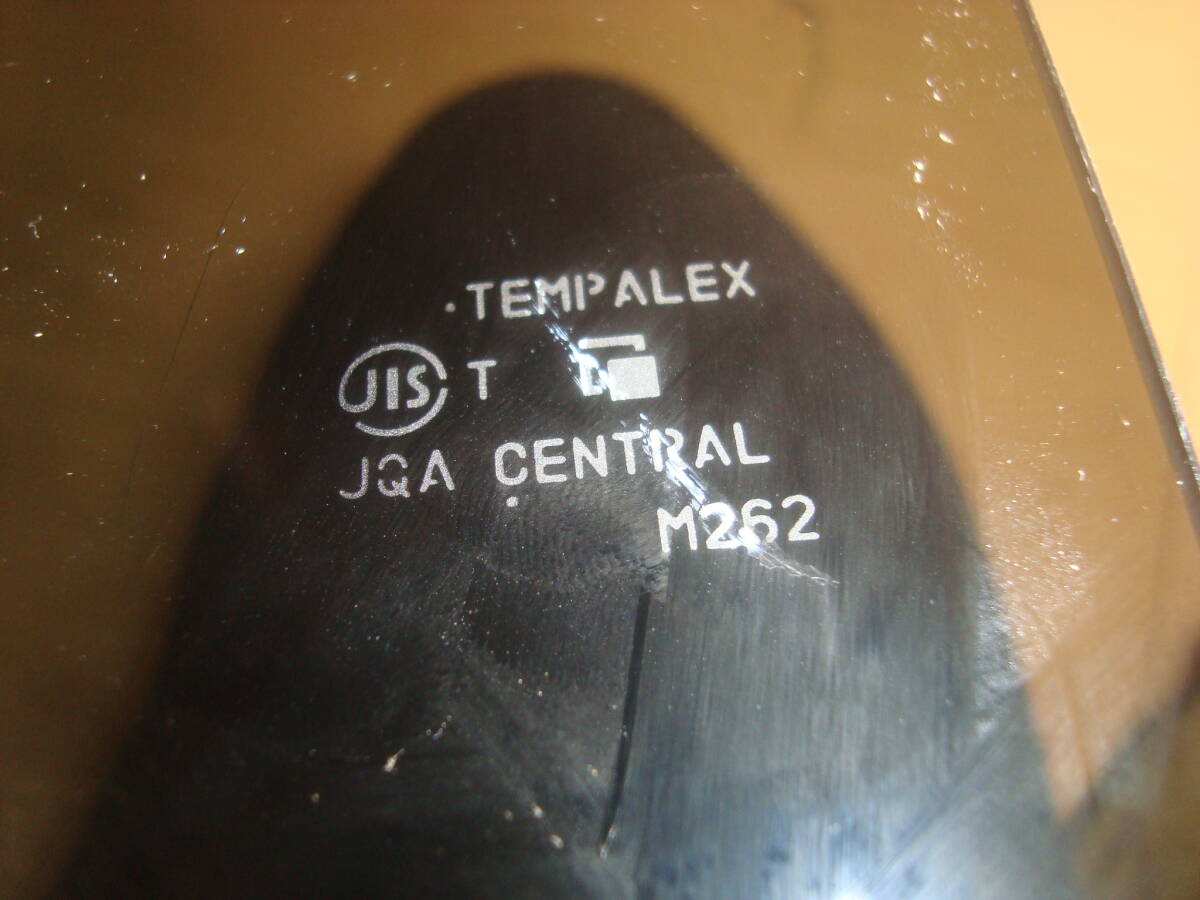 ·TEMPALEX
JIS T
JQA CENTRAL
M262